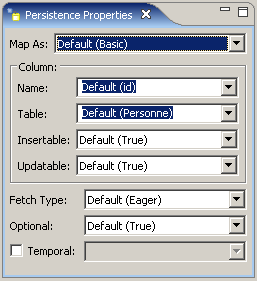 Persistence Properties
Map As: Default (Basic)
Column:
Name: Default (id)
Table: Default (Personne)
Insertable: Default (True)
Updatable: Default (True)
Fetch Type: Default (Eager)
Optional: Default (True)
Temporal: